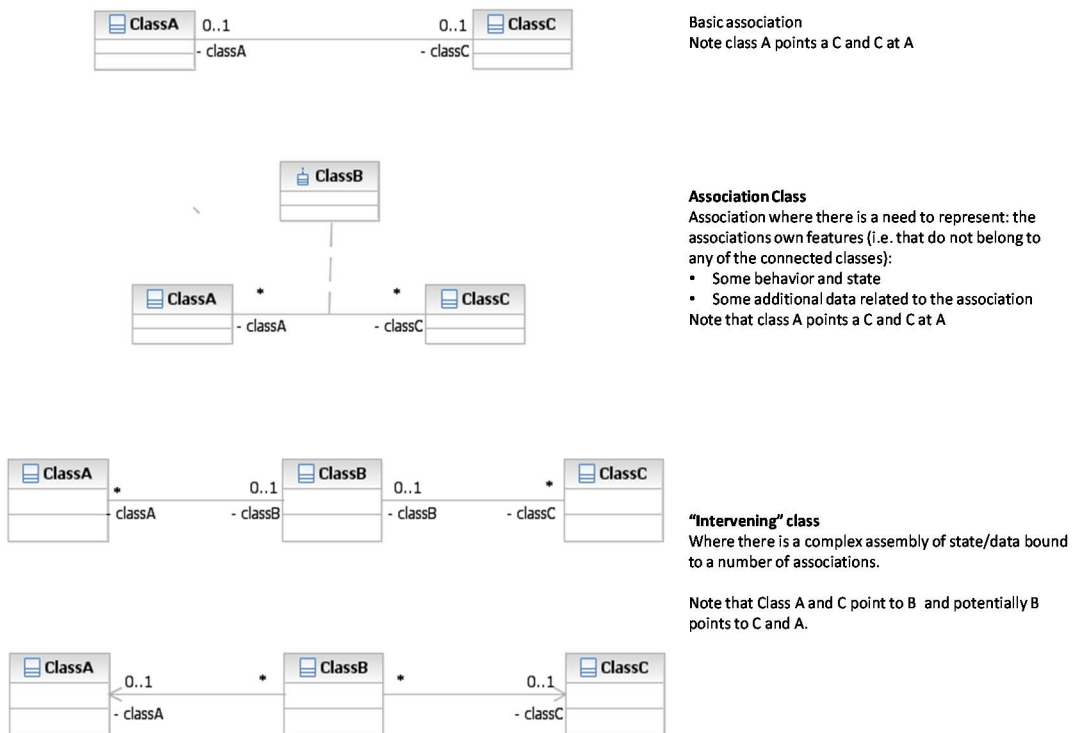 ClassA 0..1 0..1 ClassC
- classA - classC
Basic association
Note class A points a C and C at A
ClassB
ClassA * * ClassC
- classA - classC
Association Class
Association where there is a need to represent: the
associations own features (i.e. that do not belong to
any of the connected classes):
• Some behavior and state
• Some additional data related to the association
Note that class A points a C and C at A
ClassA * 0..1 ClassB 0..1 * ClassC
- classA - classB - classB - classC
"Intervening" class
Where there is a complex assembly of state/data bound
to a number of associations.
Note that Class A and C point to B and potentially B
points to C and A.
ClassA 0..1 * ClassB * 0..1 ClassC
- classA - classC